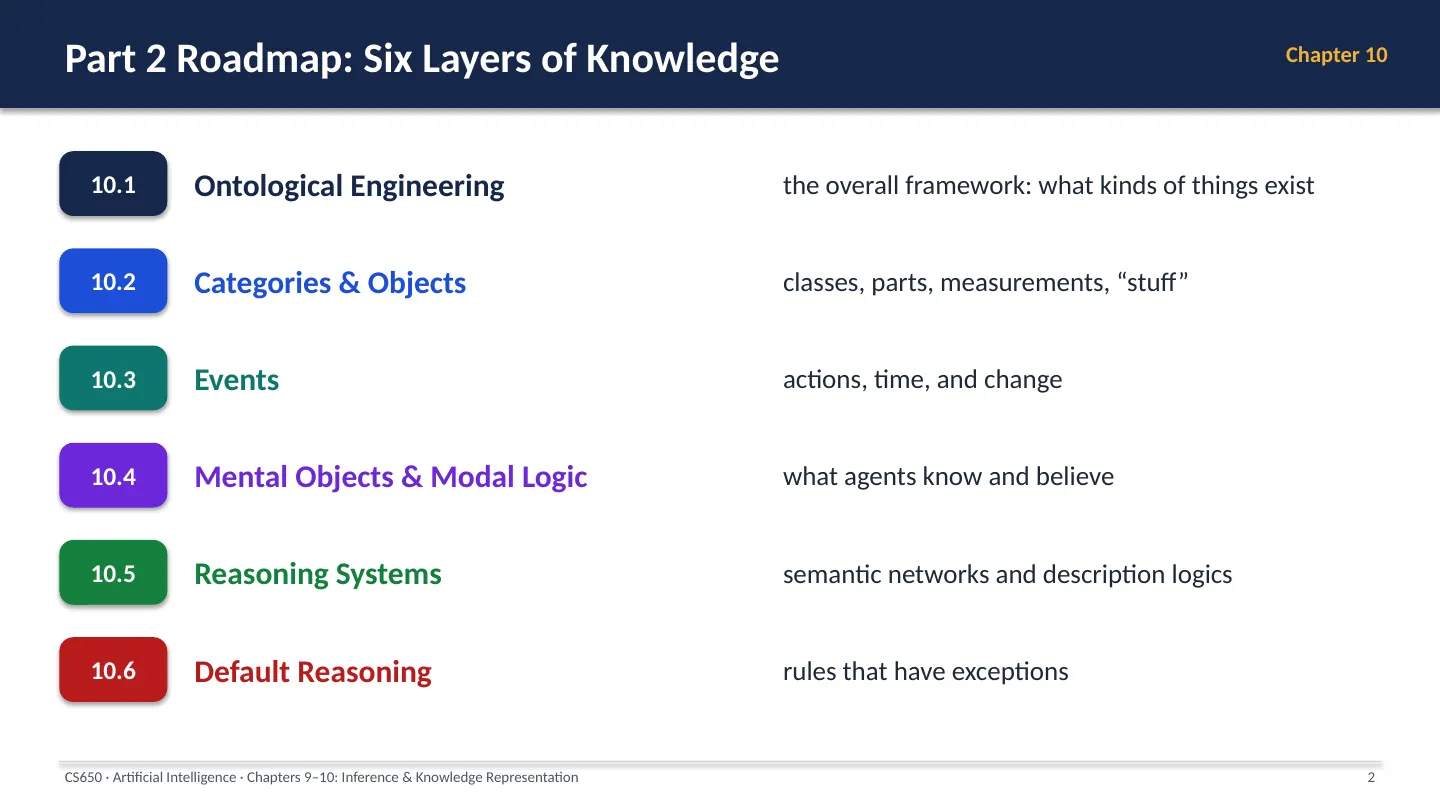 Part 2 Roadmap: Six Layers of Knowledge
Chapter 10
10.1 Ontological Engineering the overall framework: what kinds of things exist
10.2 Categories & Objects classes, parts, measurements, “stuff”
10.3 Events actions, time, and change
10.4 Mental Objects & Modal Logic what agents know and believe
10.5 Reasoning Systems semantic networks and description logics
10.6 Default Reasoning rules that have exceptions
CS650 · Artificial Intelligence · Chapters 9–10: Inference & Knowledge Representation 2